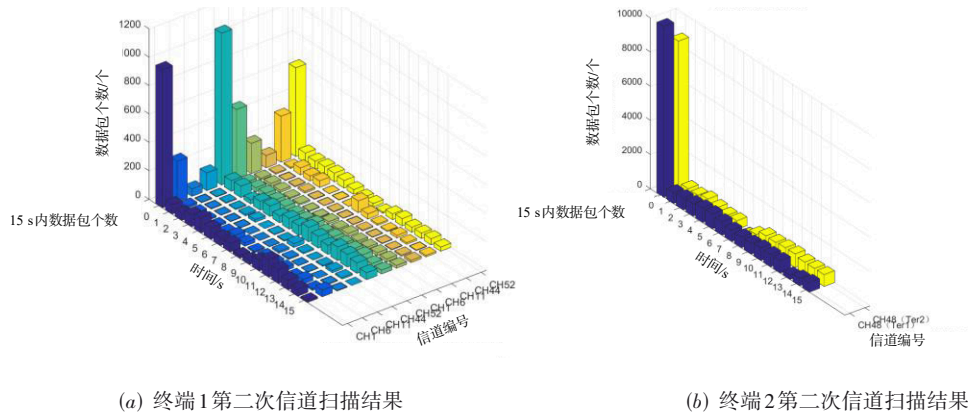 1200
1000
800
600
400
200
0
数据包个数/个
15 s内数据包个数
0
1
2
3
4
5
6
7
8
9
10
11
12
13
14
15
时间/s
CH1
CH6
CH11
CH44
CH52
CH1
CH6
CH11
CH44
CH52
信道编号
(a) 终端1第二次信道扫描结果
10000
8000
6000
4000
2000
0
数据包个数/个
15 s内数据包个数
0
1
2
3
4
5
6
7
8
9
10
11
12
13
14
15
时间/s
CH48（Ter1）
CH48（Ter2）
信道编号
(b) 终端2第二次信道扫描结果